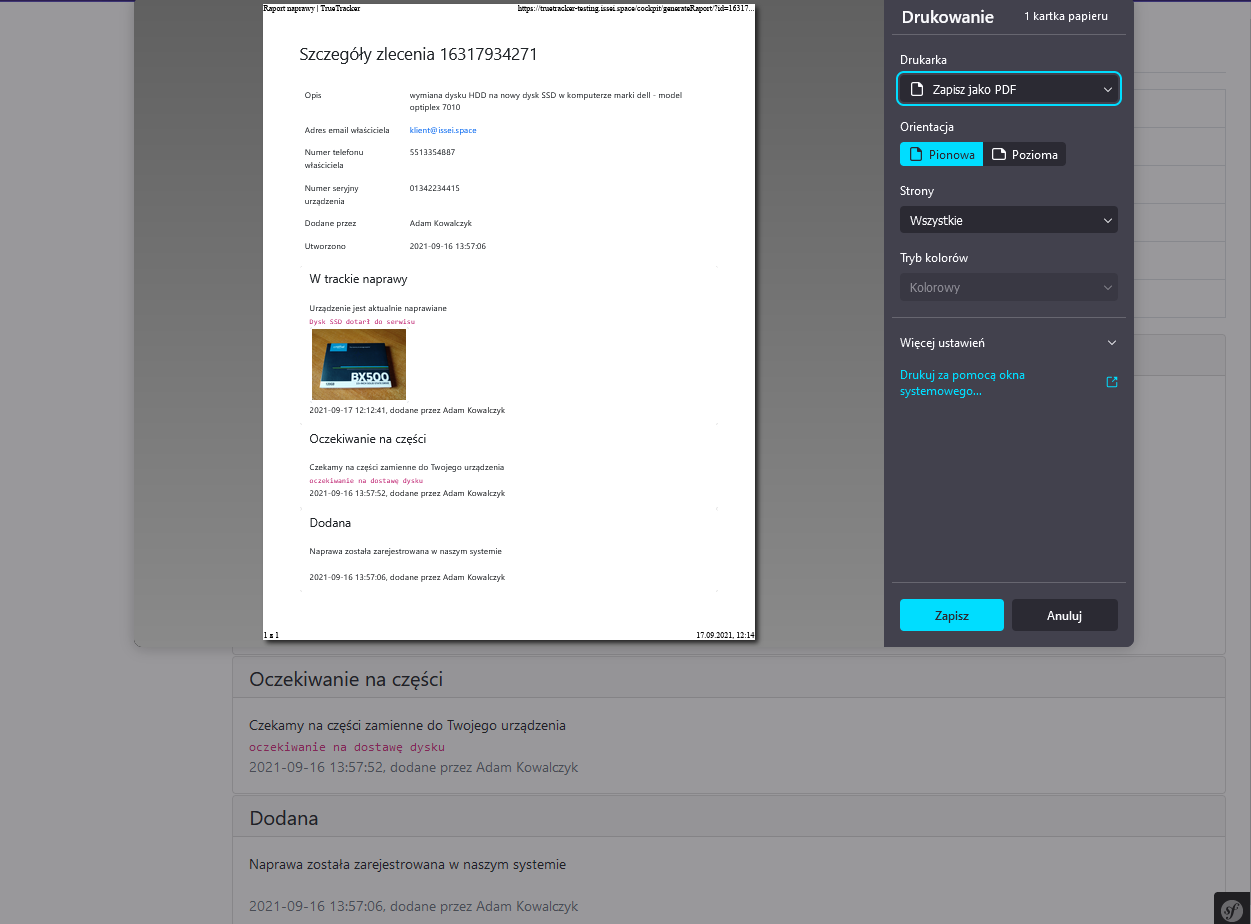 Raport naprawy | TrueTracker
https://truetracker-testing.issei.space/cockpit/generateRaport/?id=16317...
Szczegóły zlecenia 16317934271
Opis
wymiana dysku HDD na nowy dysk SSD w komputerze marki dell - model
optiplex 7010
Adres email właściciela
klient@issei.space
Numer telefonu
właściciela
5513354887
Numer seryjny
urządzenia
01342234415
Dodane przez
Adam Kowalczyk
Utworzono
2021-09-16 13:57:06
W trackie naprawy
Urządzenie jest aktualnie naprawiane
Dysk SSD dotarł do serwisu
BX500
2021-09-17 12:12:41, dodane przez Adam Kowalczyk
Oczekiwanie na części
Czekamy na części zamienne do Twojego urządzenia
oczekiwanie na dostawę dysku
2021-09-16 13:57:52, dodane przez Adam Kowalczyk
Dodana
Naprawa została zarejestrowana w naszym systemie
2021-09-16 13:57:06, dodane przez Adam Kowalczyk
1 z 1
17.09.2021, 12:14
Drukowanie
1 kartka papieru
Drukarka
Zapisz jako PDF
Orientacja
Pionowa
Pozioma
Strony
Wszystkie
Tryb kolorów
Kolorowy
Więcej ustawień
Drukuj za pomocą okna
systemowego...
Zapisz
Anuluj
Oczekiwanie na części
Czekamy na części zamienne do Twojego urządzenia
oczekiwanie na dostawę dysku
2021-09-16 13:57:52, dodane przez Adam Kowalczyk
Dodana
Naprawa została zarejestrowana w naszym systemie
2021-09-16 13:57:06, dodane przez Adam Kowalczyk
sf